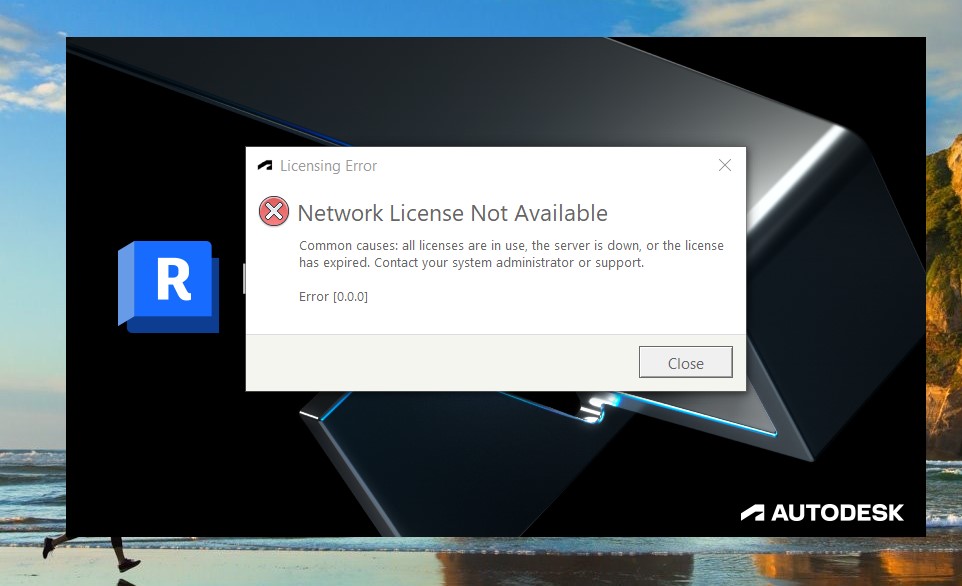 Licensing Error
Network License Not Available
Common causes: all licenses are in use, the server is down, or the license
has expired. Contact your system administrator or support.
Error [0.0.0]
R
Close
AUTODESK